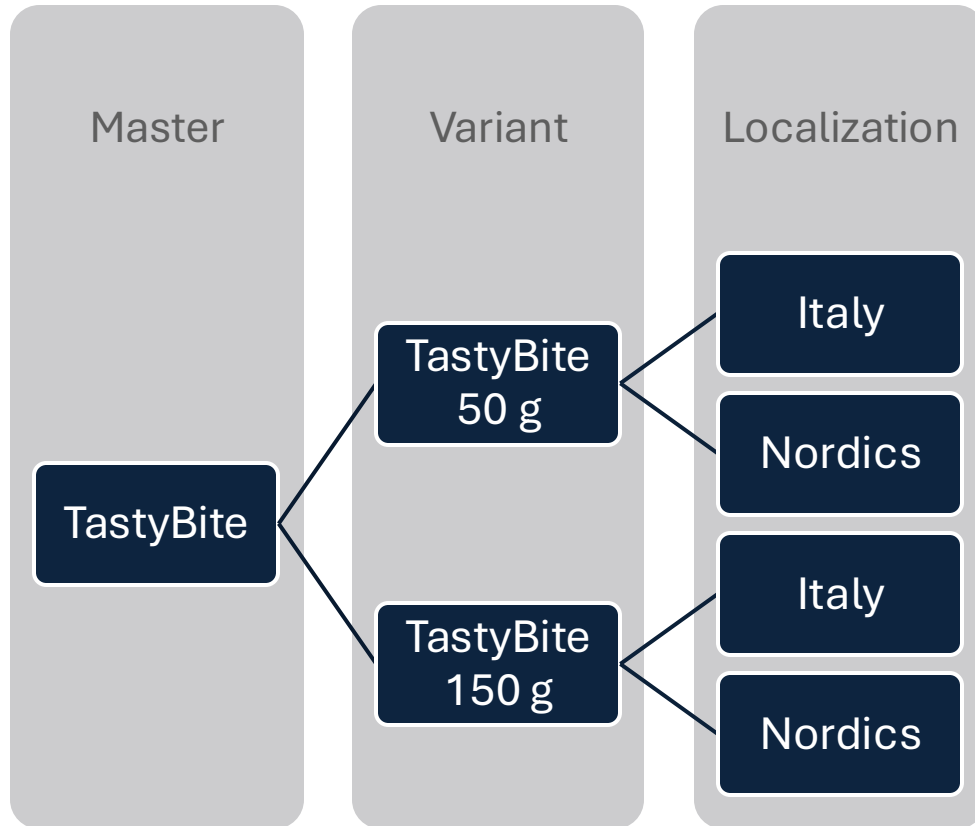 Master
Variant
Localization
TastyBite
TastyBite
50 g
TastyBite
150 g
Italy
Nordics
Italy
Nordics